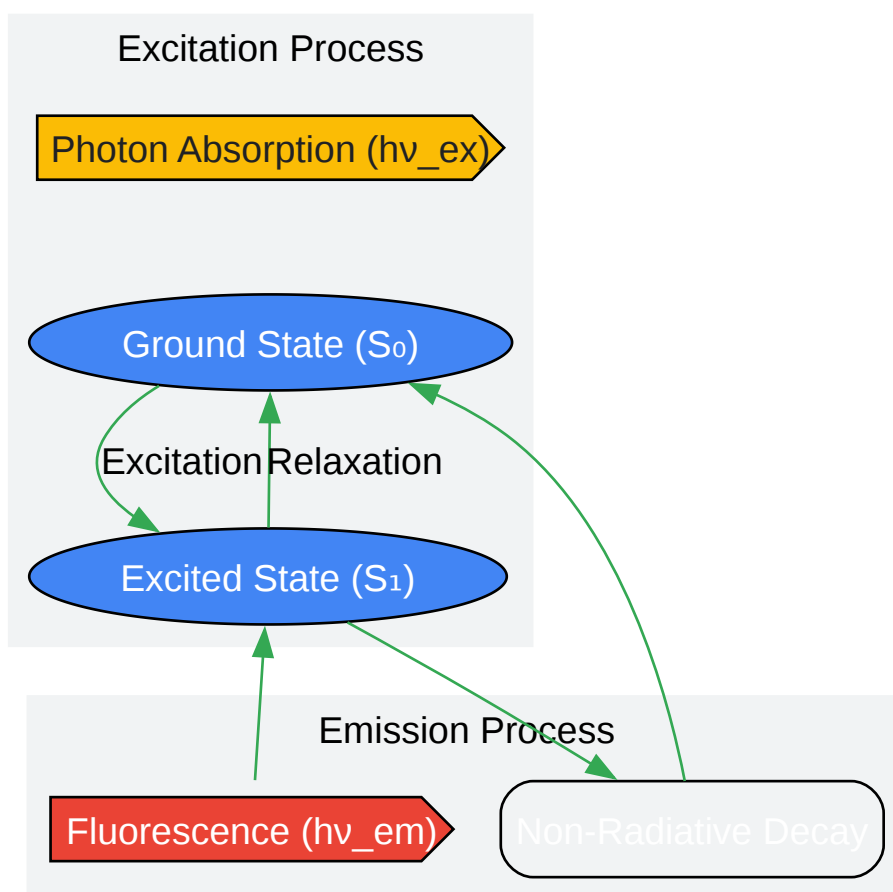 Excitation Process
Photon Absorption (hν_ex)
Ground State (S₀)
Excitation
Relaxation
Excited State (S₁)
Emission Process
Fluorescence (hν_em)
Non-Radiative Decay